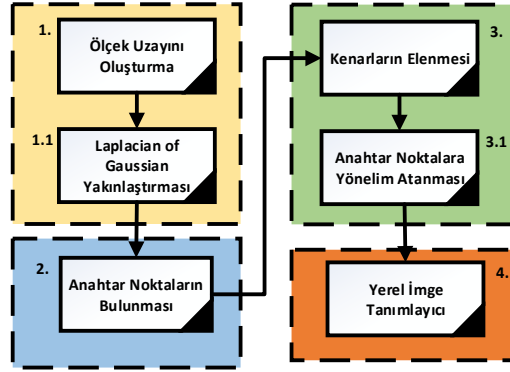 1.
Ölçek Uzayını
Oluşturma
1.1
Laplacian of
Gaussian
Yakınlaştırması
2.
Anahtar Noktaların
Bulunması
3.
Kenarların Elenmesi
3.1
Anahtar Noktalara
Yönelim Atanması
4.
Yerel İmge
Tanımlayıcı